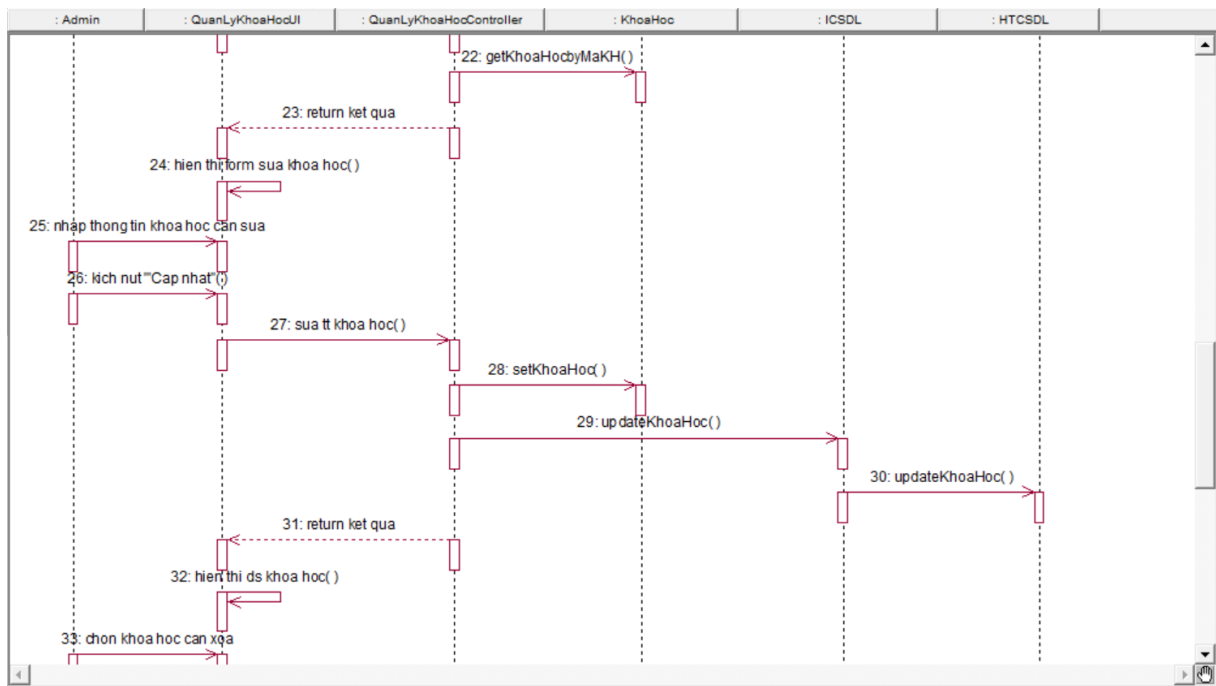 : Admin
: QuanLyKhoaHocUI
: QuanLyKhoaHocController
: KhoaHoc
: ICSDL
: HTCSDL
22: getKhoaHocbyMaKH( )
23: return ket qua
24: hien thi form sua khoa hoc( )
25: nhap thong tin khoa hoc can sua
26: kich nut "'Cap nhat"( )
27: sua tt khoa hoc( )
28: setKhoaHoc( )
29: updateKhoaHoc( )
30: updateKhoaHoc( )
31: return ket qua
32: hien thi ds khoa hoc( )
33: chon khoa hoc can xoa